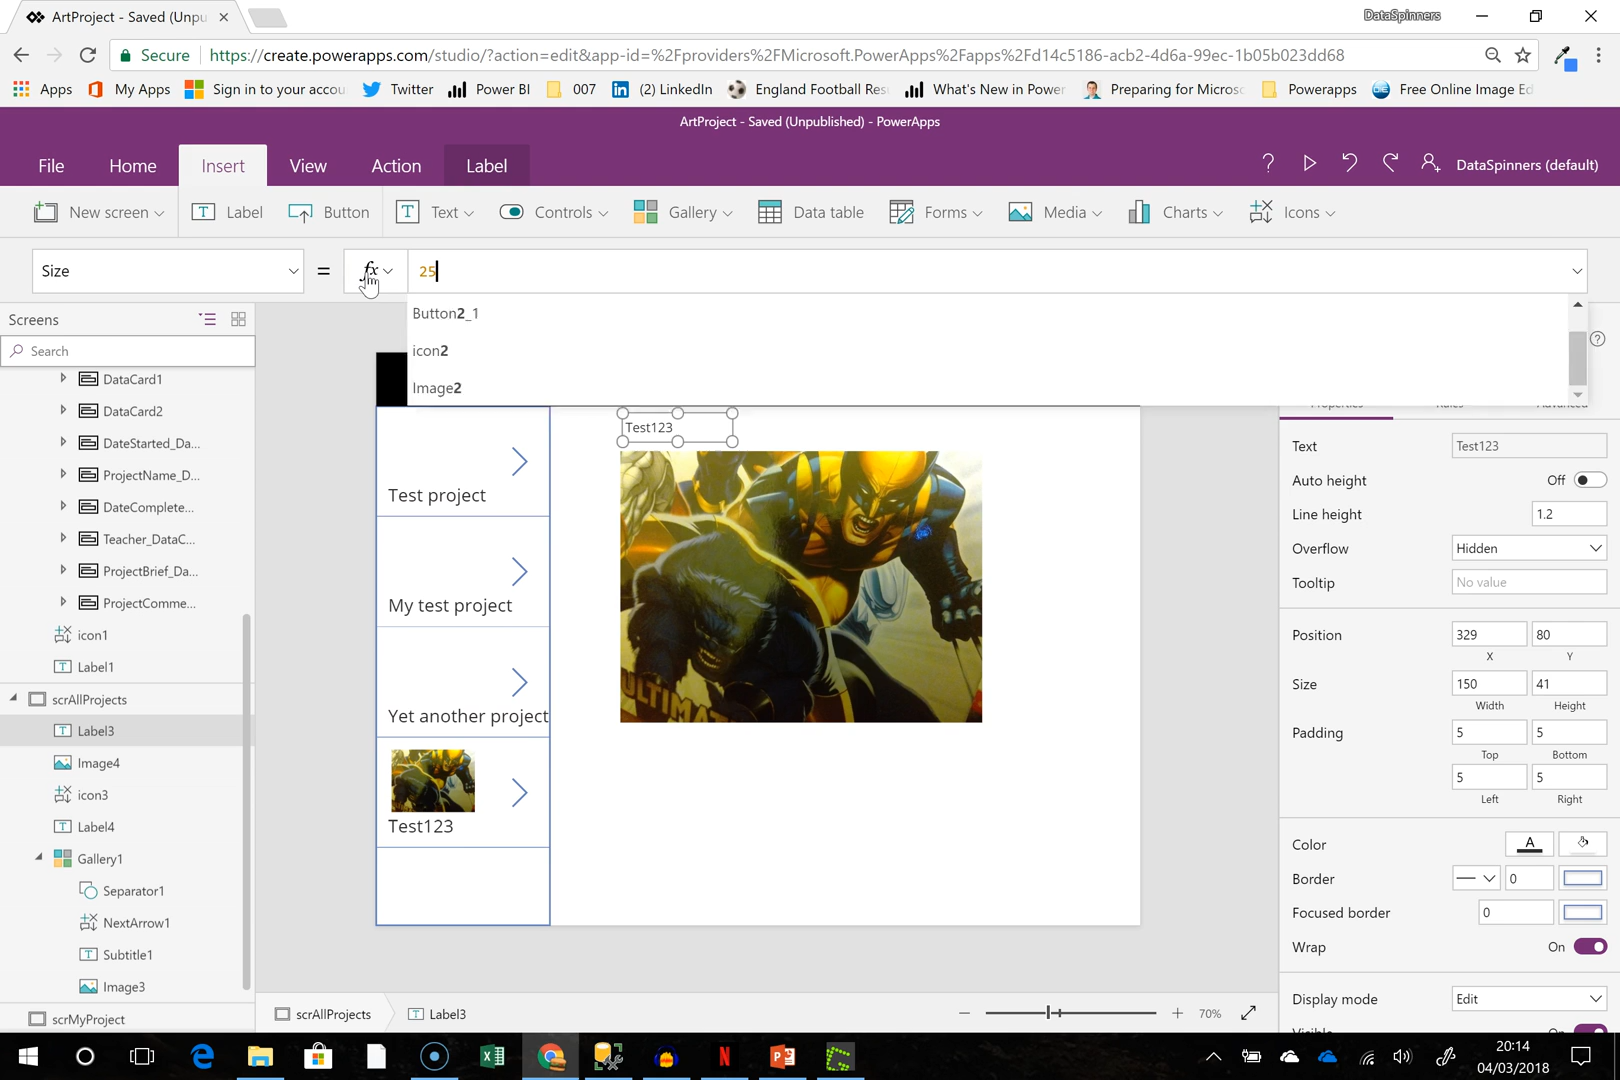 ArtProject - Saved (Unpu
DataSpinners
Secure
https://create.powerapps.com/studio/?action=edit&app-id=%2Fproviders%2FMicrosoft.PowerApps%2Fapps%2Fd14c5186-acb2-4d6a-99ec-1b05b023dd68
Apps
My Apps
Sign in to your accou
Twitter
Power BI
007
(2) LinkedIn
England Football Res
What's New in Power
Preparing for Microso
Powerapps
Free Online Image Ed
ArtProject - Saved (Unpublished) - PowerApps
File
Home
Insert
View
Action
Label
DataSpinners (default)
New screen
Label
Button
Text
Controls
Gallery
Data table
Forms
Media
Charts
Icons
Size
=
fx
25
Button2_1
icon2
Image2
Screens
Search
DataCard1
DataCard2
DateStarted_Da...
ProjectName_D...
DateComplete...
Teacher_DataC...
ProjectBrief_Da...
ProjectComme...
icon1
Label1
scrAllProjects
Label3
Image4
icon3
Label4
Gallery1
Separator1
NextArrow1
Subtitle1
Image3
scrMyProject
Test project
My test project
Yet another project
Test123
Test123
ULTIMAT
Properties
Rules
Advanced
Text
Test123
Auto height
Off
Line height
1.2
Overflow
Hidden
Tooltip
No value
Position
329
80
X
Y
Size
150
41
Width
Height
Padding
5
5
Top
Bottom
5
5
Left
Right
Color
A
Border
0
Focused border
0
Wrap
On
Display mode
Edit
Visible
On
scrAllProjects
Label3
70%
20:14
04/03/2018